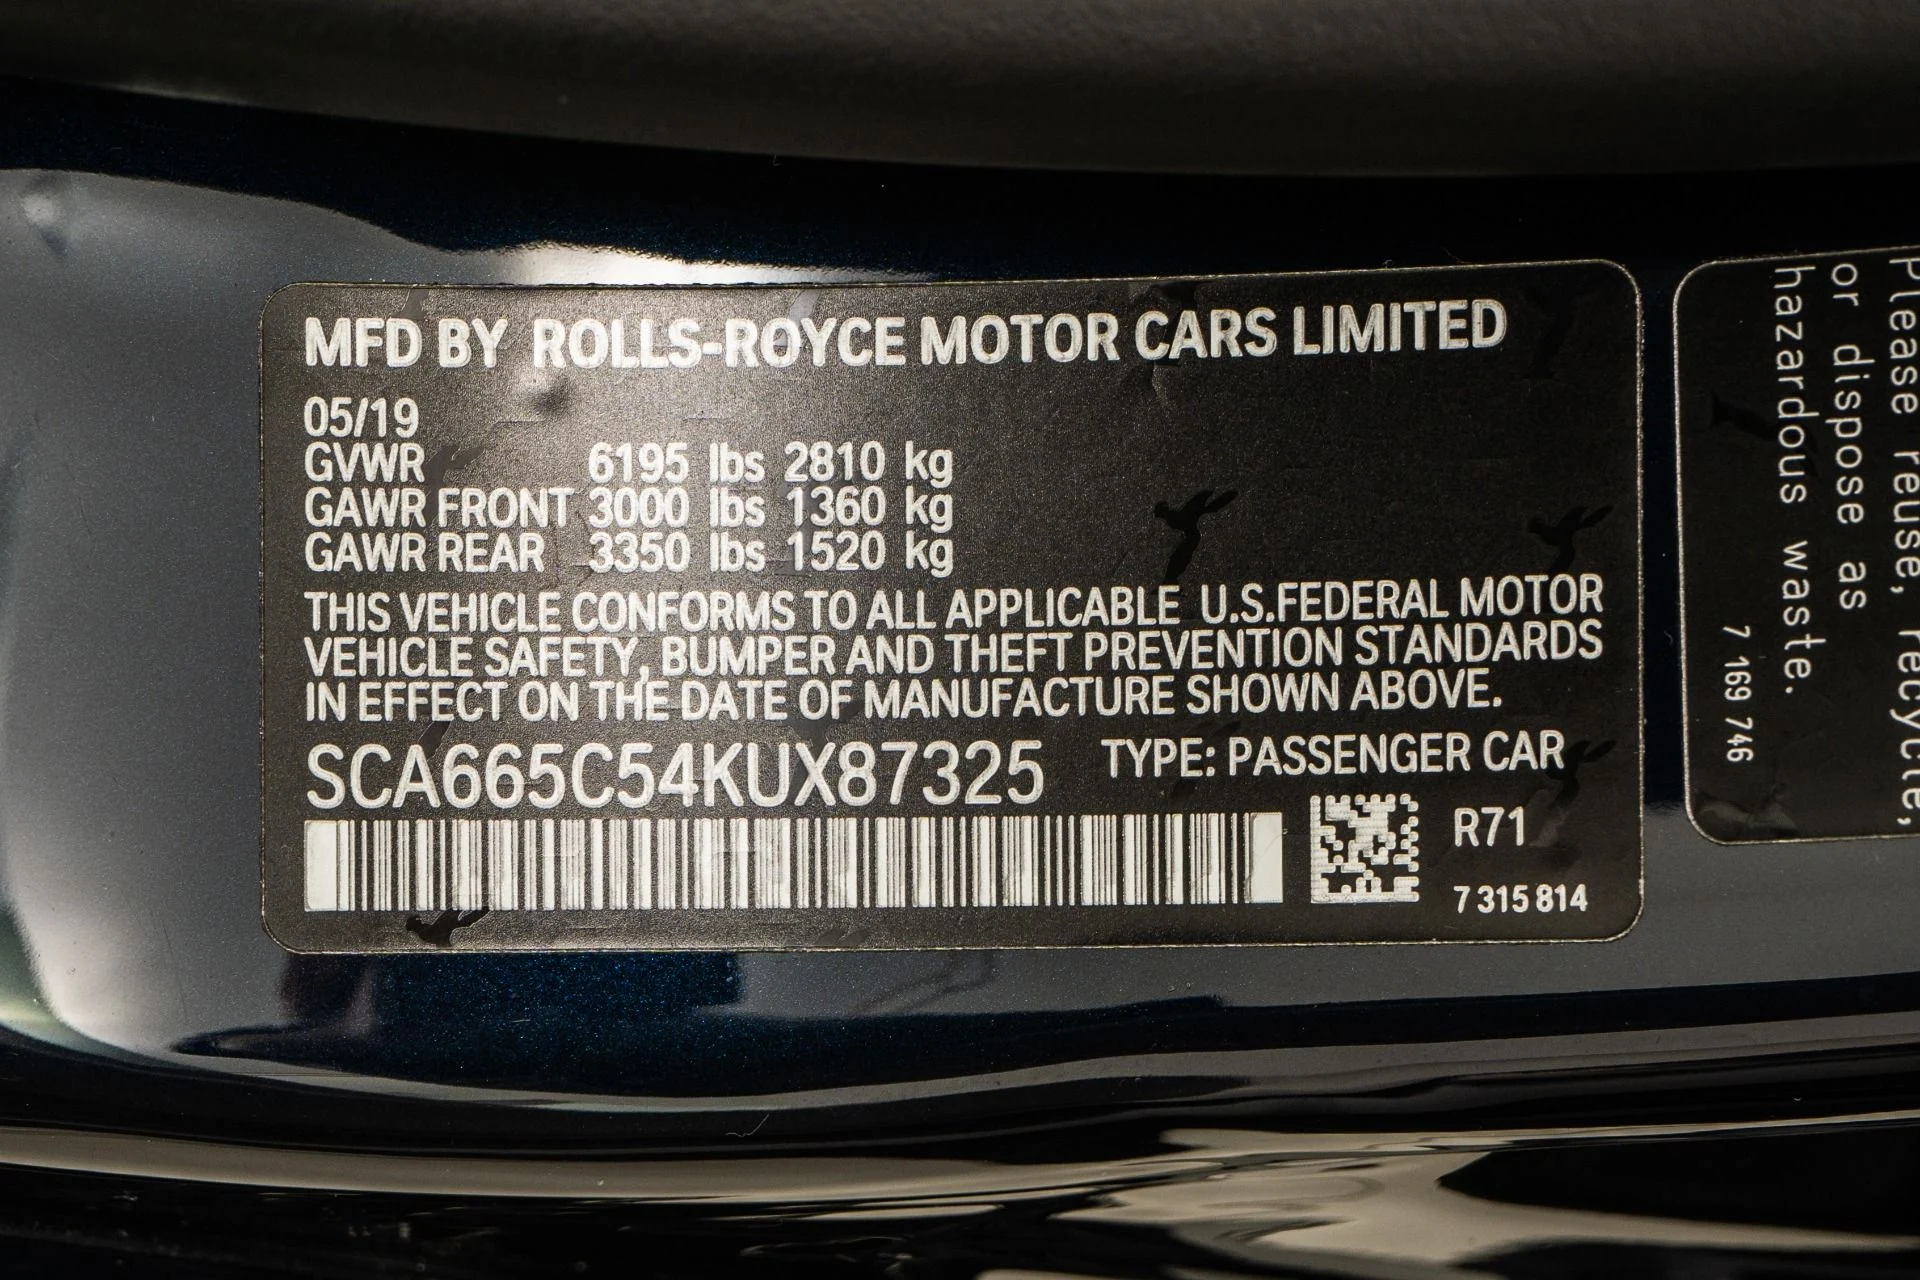 MFD BY ROLLS-ROYCE MOTOR CARS LIMITED
05/19
GVWR 6195 lbs 2810 kg
GAWR FRONT 3000 lbs 1360 kg
GAWR REAR 3350 lbs 1520 kg
THIS VEHICLE CONFORMS TO ALL APPLICABLE U.S.FEDERAL MOTOR
VEHICLE SAFETY, BUMPER AND THEFT PREVENTION STANDARDS
IN EFFECT ON THE DATE OF MANUFACTURE SHOWN ABOVE.
SCA665C54KUX87325 TYPE: PASSENGER CAR
R71
7 315 814
Please reuse, recycle,
or dispose as
hazardous waste.
7 169 746